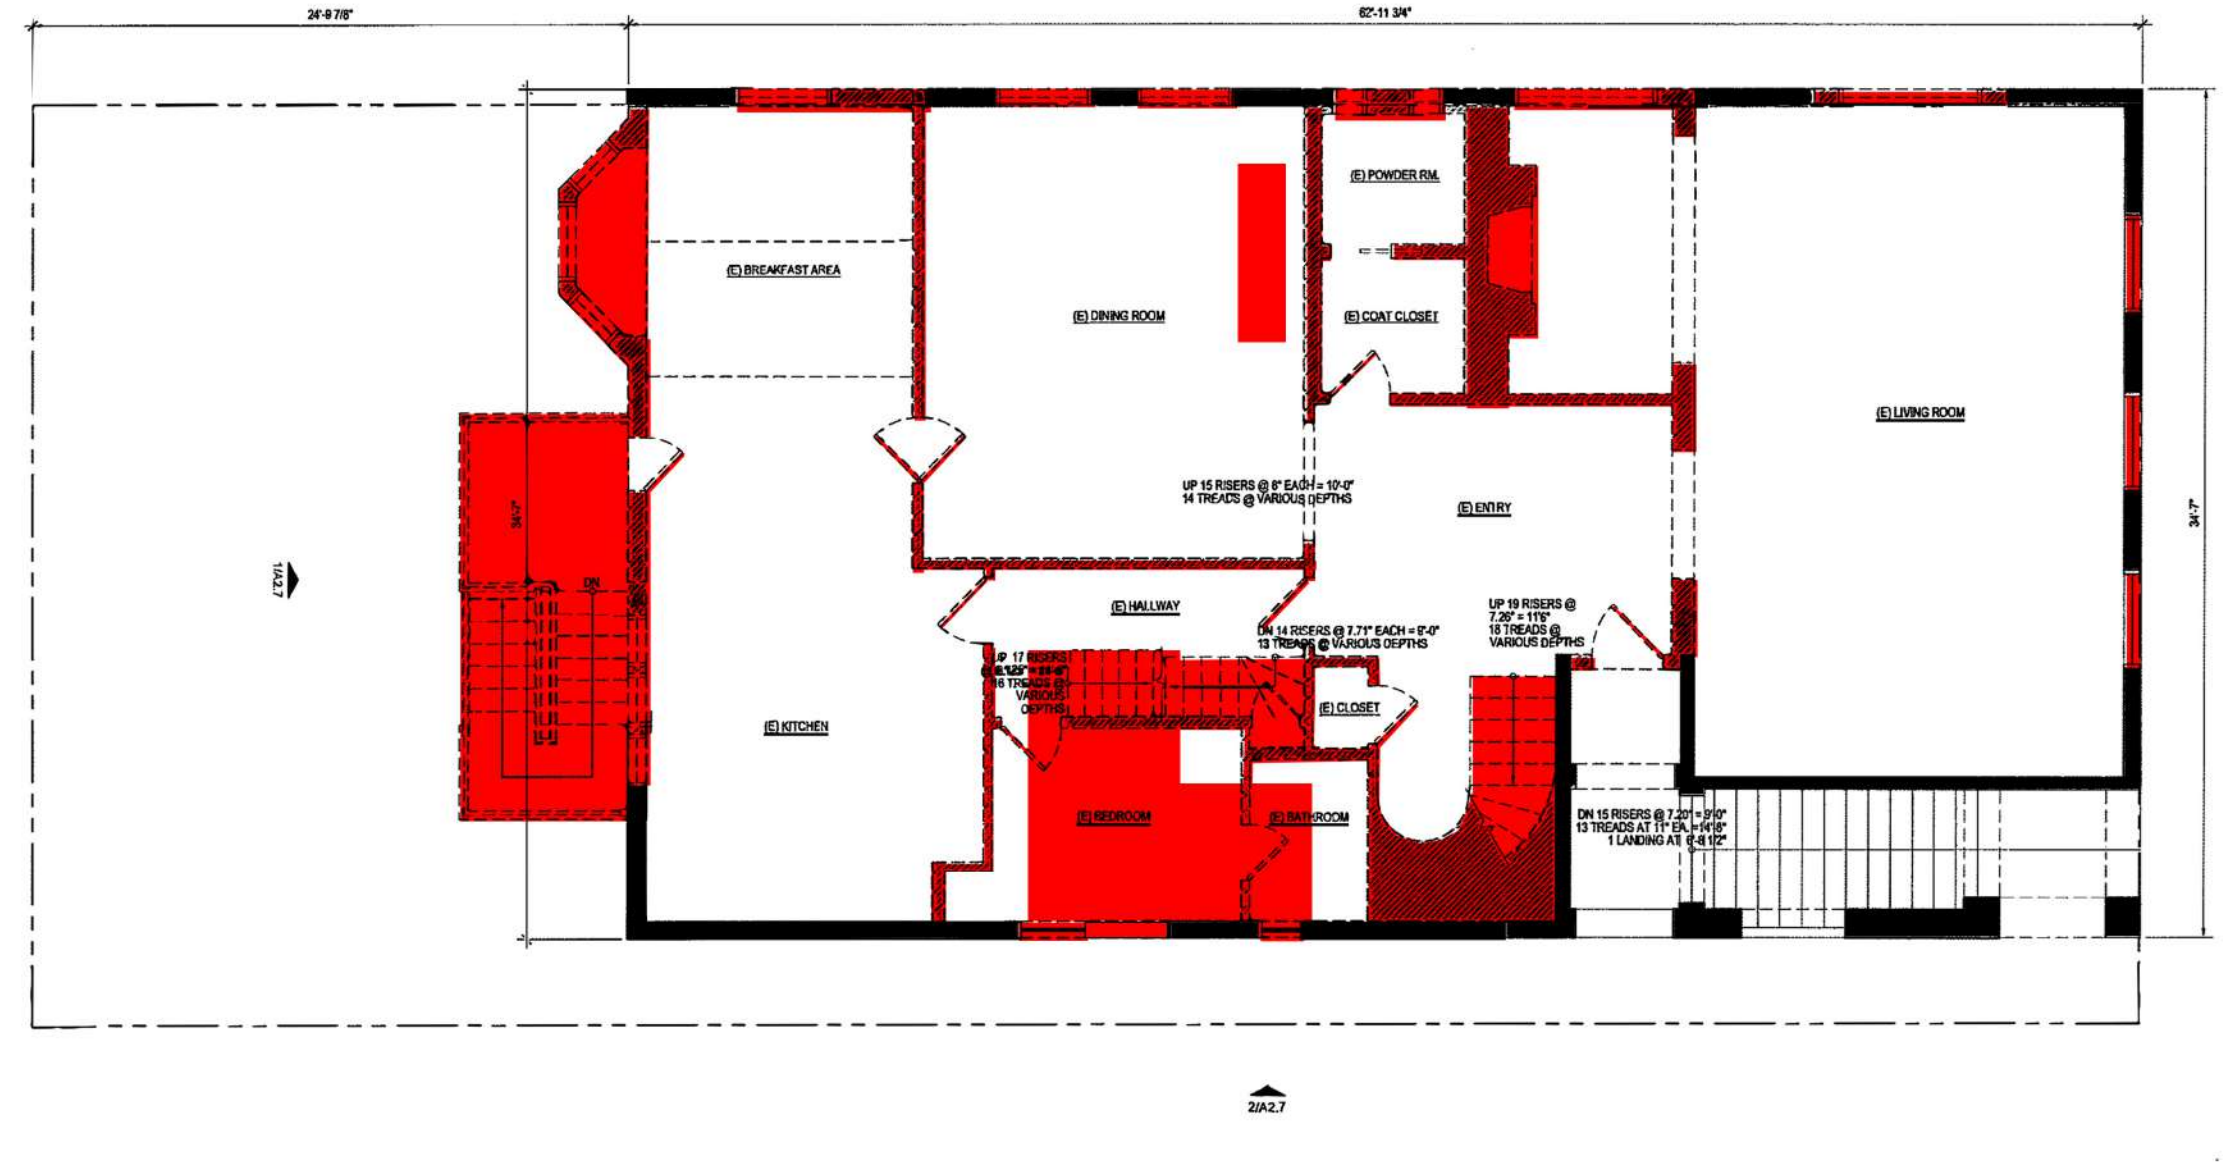 24'-9 7/8"
62'-11 3/4"
(E) POWDER RM.
(E) BREAKFAST AREA
(E) DINING ROOM
(E) COAT CLOSET
(E) LIVING ROOM
UP 15 RISERS @ 8" EACH = 10'-0"
14 TREADS @ VARIOUS DEPTHS
(E) ENTRY
34'-7"
34'-7"
1/A2.7
DN
(E) HALLWAY
UP 19 RISERS @
7.26" = 11'6"
18 TREADS @
VARIOUS DEPTHS
DN 14 RISERS @ 7.71" EACH = 9'-0"
13 TREADS @ VARIOUS DEPTHS
UP 17 RISERS
16 TREADS @
VARIOUS
DEPTHS
(E) CLOSET
(E) KITCHEN
(E) BEDROOM
(E) BATHROOM
DN 15 RISERS @ 7.20" = 9'-0"
13 TREADS AT 11" EA. =14'-8"
1 LANDING AT 6'-8 1/2"
2/A2.7